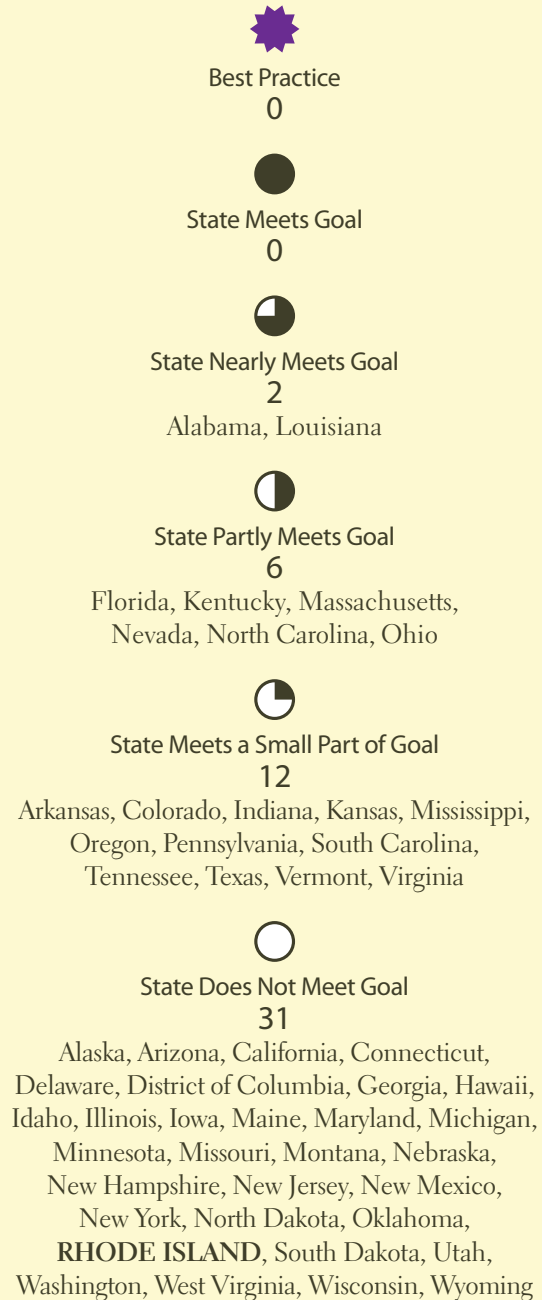 Best Practice
0
State Meets Goal
0
State Nearly Meets Goal
2
Alabama, Louisiana
State Partly Meets Goal
6
Florida, Kentucky, Massachusetts,
Nevada, North Carolina, Ohio
State Meets a Small Part of Goal
12
Arkansas, Colorado, Indiana, Kansas, Mississippi,
Oregon, Pennsylvania, South Carolina,
Tennessee, Texas, Vermont, Virginia
State Does Not Meet Goal
31
Alaska, Arizona, California, Connecticut,
Delaware, District of Columbia, Georgia, Hawaii,
Idaho, Illinois, Iowa, Maine, Maryland, Michigan,
Minnesota, Missouri, Montana, Nebraska,
New Hampshire, New Jersey, New Mexico,
New York, North Dakota, Oklahoma,
RHODE ISLAND, South Dakota, Utah,
Washington, West Virginia, Wisconsin, Wyoming